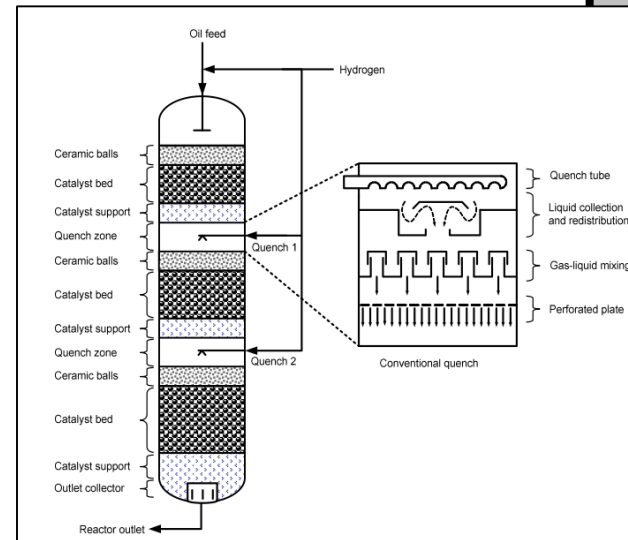 Oil feed
Hydrogen
Ceramic balls
Catalyst bed
Catalyst support
Quench zone
Quench 1
Ceramic balls
Catalyst bed
Catalyst support
Quench zone
Quench 2
Ceramic balls
Catalyst bed
Catalyst support
Outlet collector
Reactor outlet
Quench tube
Liquid collection
and redistribution
Gas-liquid mixing
Perforated plate
Conventional quench